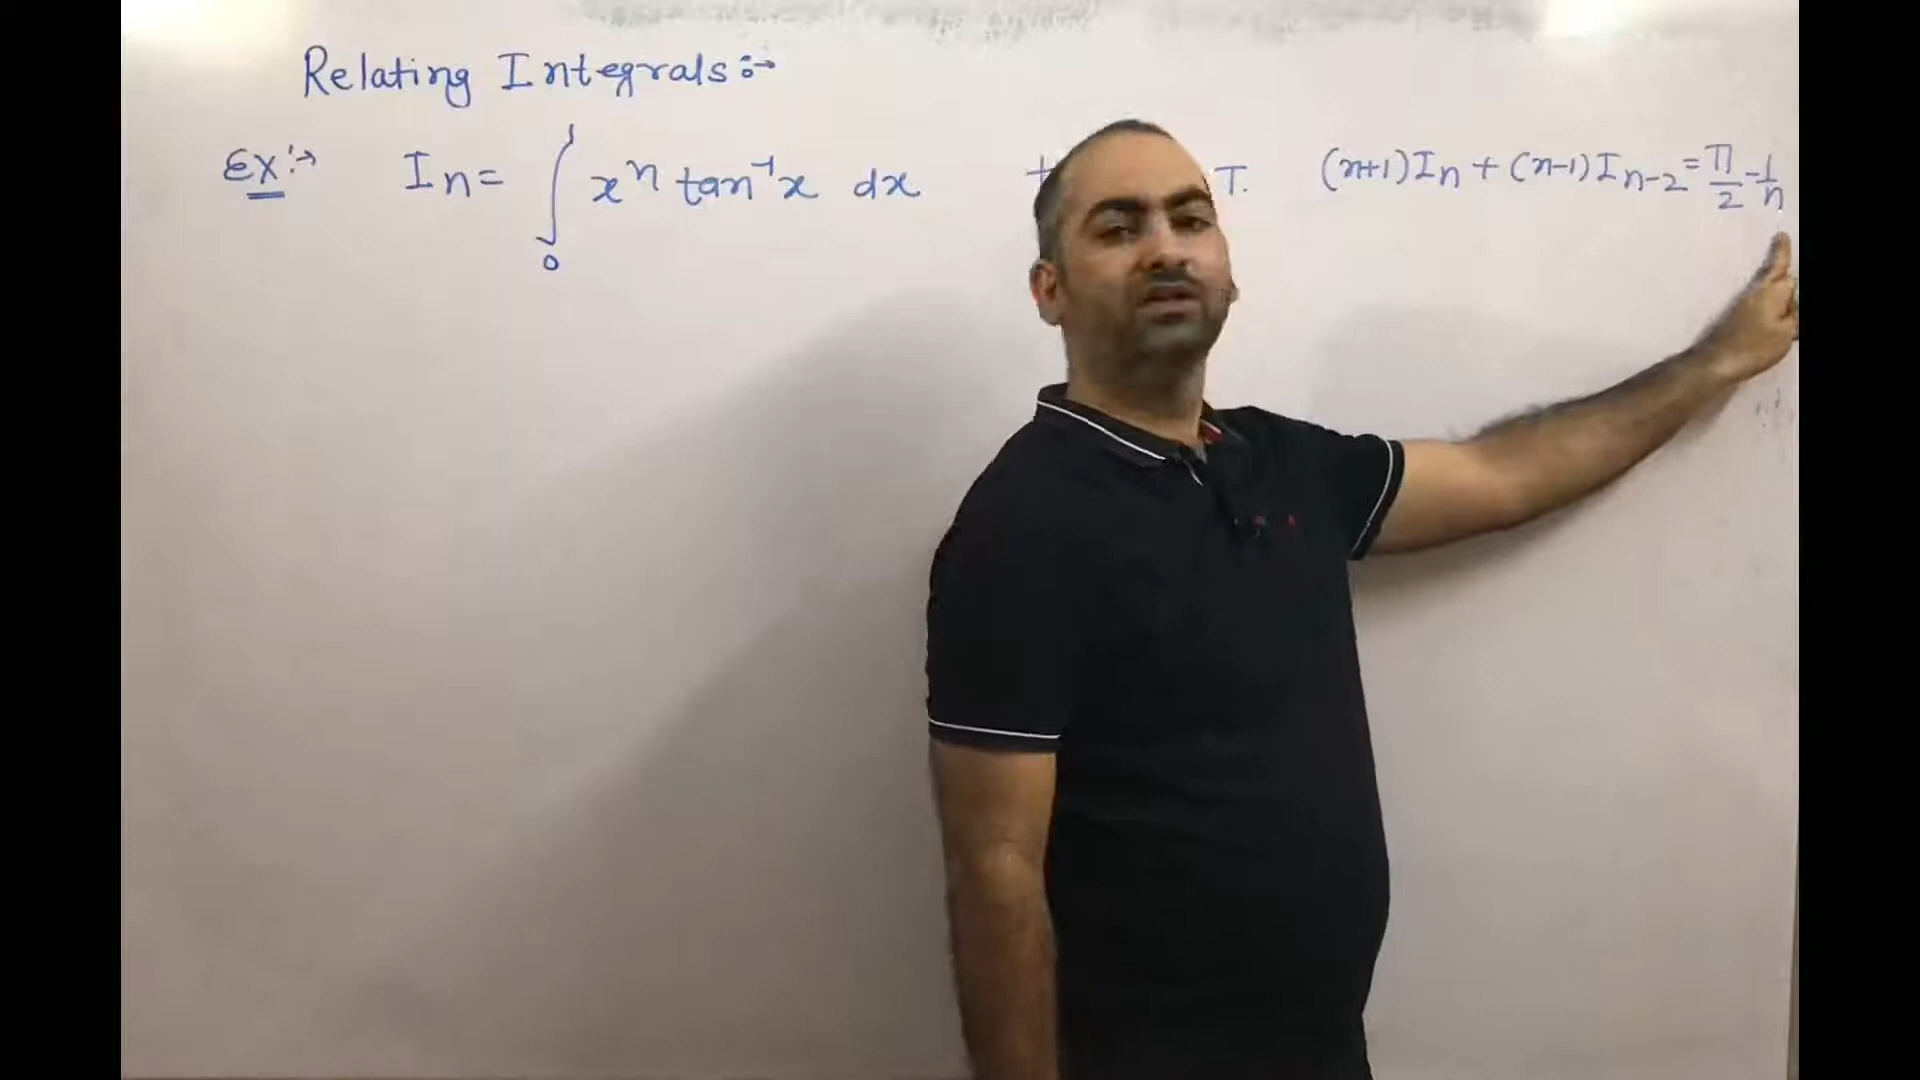 Relating Integrals:→
Ex:→ In = ∫₀¹ xⁿ tan⁻¹x dx T. (n+1)In + (n-1)In-2 = π/2 - 1/n